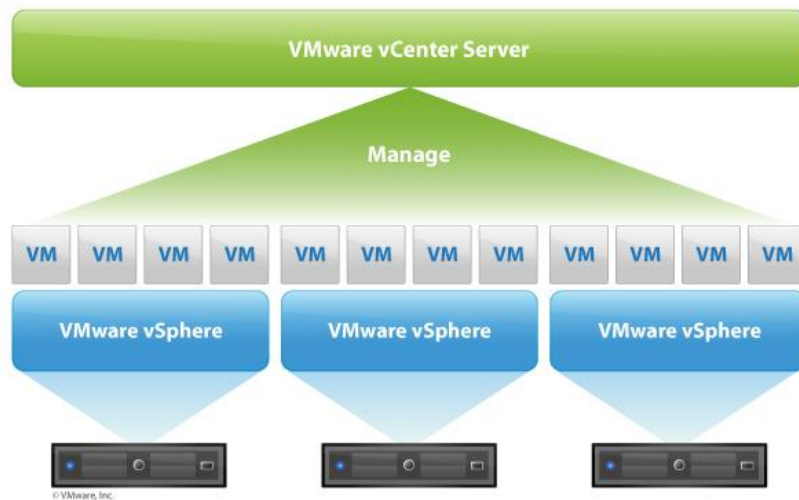 VMware vCenter Server
Manage
VM VM VM VM VM VM VM VM VM VM VM VM
VMware vSphere VMware vSphere VMware vSphere
© VMware, Inc.